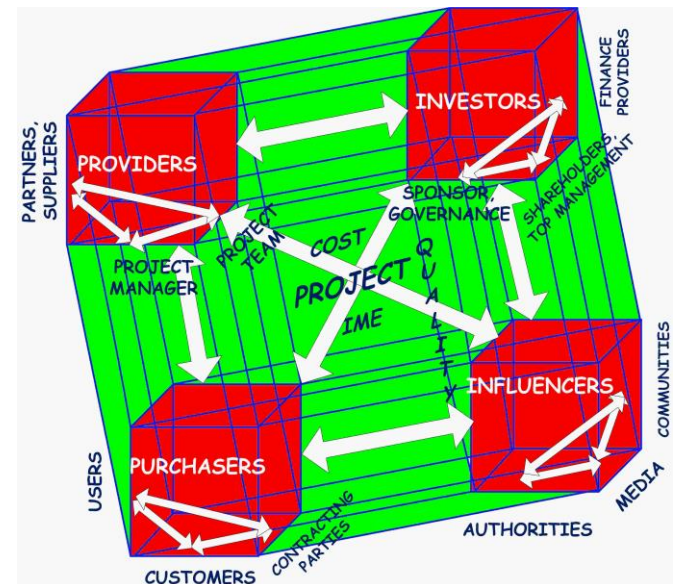 INVESTORS
FINANCE
PROVIDERS
PARTNERS,
SUPPLIERS
PROVIDERS
SPONSOR,
GOVERNANCE
SHAREHOLDERS,
TOP MANAGEMENT
PROJECT
MANAGER
PROJECT
TEAM
COST
PROJECT
IME
QUALITY
INFLUENCERS
COMMUNITIES
USERS
PURCHASERS
CONTRACTING
PARTIES
MEDIA
AUTHORITIES
CUSTOMERS